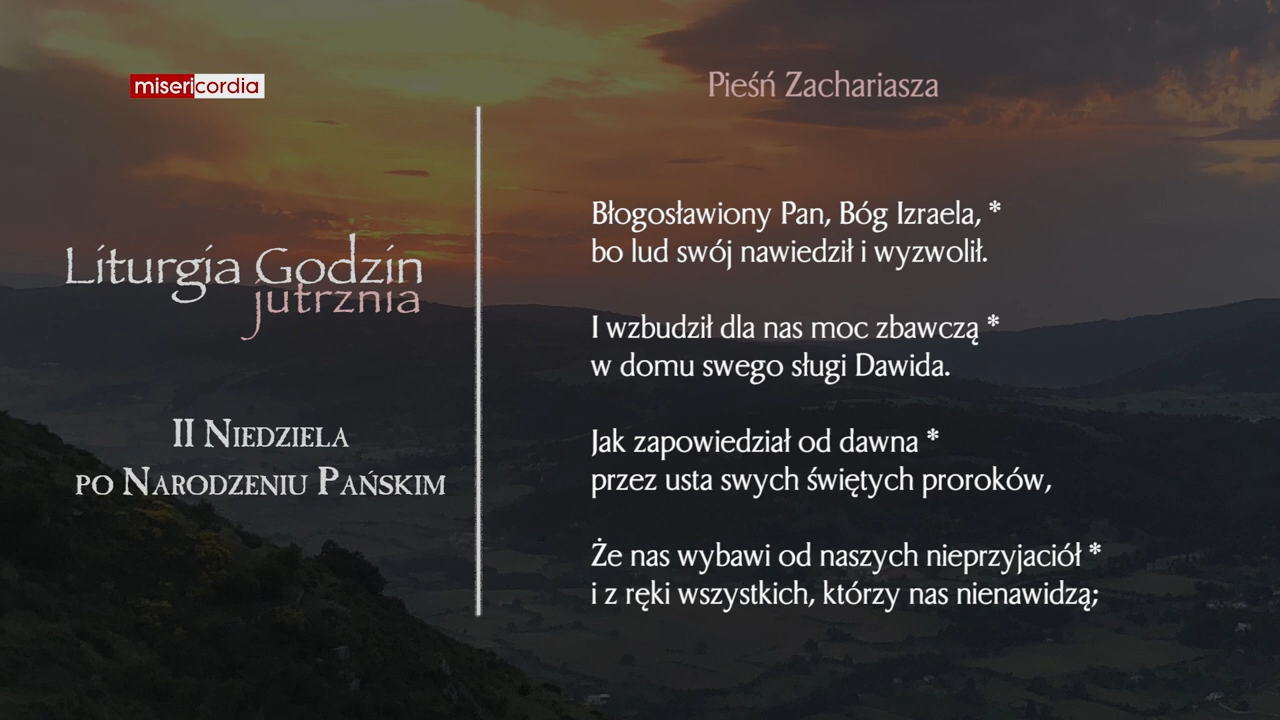 misericordia
Liturgia Godzin
jutrznia
II Niedziela
po Narodzeniu Pańskim
Pieśń Zachariasza
Błogosławiony Pan, Bóg Izraela, *
bo lud swój nawiedził i wyzwolił.
I wzbudził dla nas moc zbawczą *
w domu swego sługi Dawida.
Jak zapowiedział od dawna *
przez usta swych świętych proroków,
Że nas wybawi od naszych nieprzyjaciół *
i z ręki wszystkich, którzy nas nienawidzą;